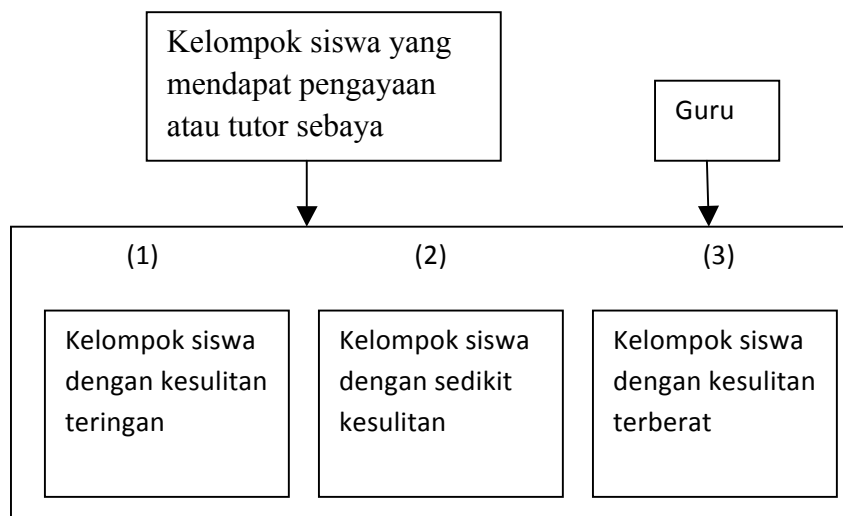 Kelompok siswa yang
mendapat pengayaan
atau tutor sebaya
Guru
(1)
(2)
(3)
Kelompok siswa
dengan kesulitan
teringan
Kelompok siswa
dengan sedikit
kesulitan
Kelompok siswa
dengan kesulitan
terberat